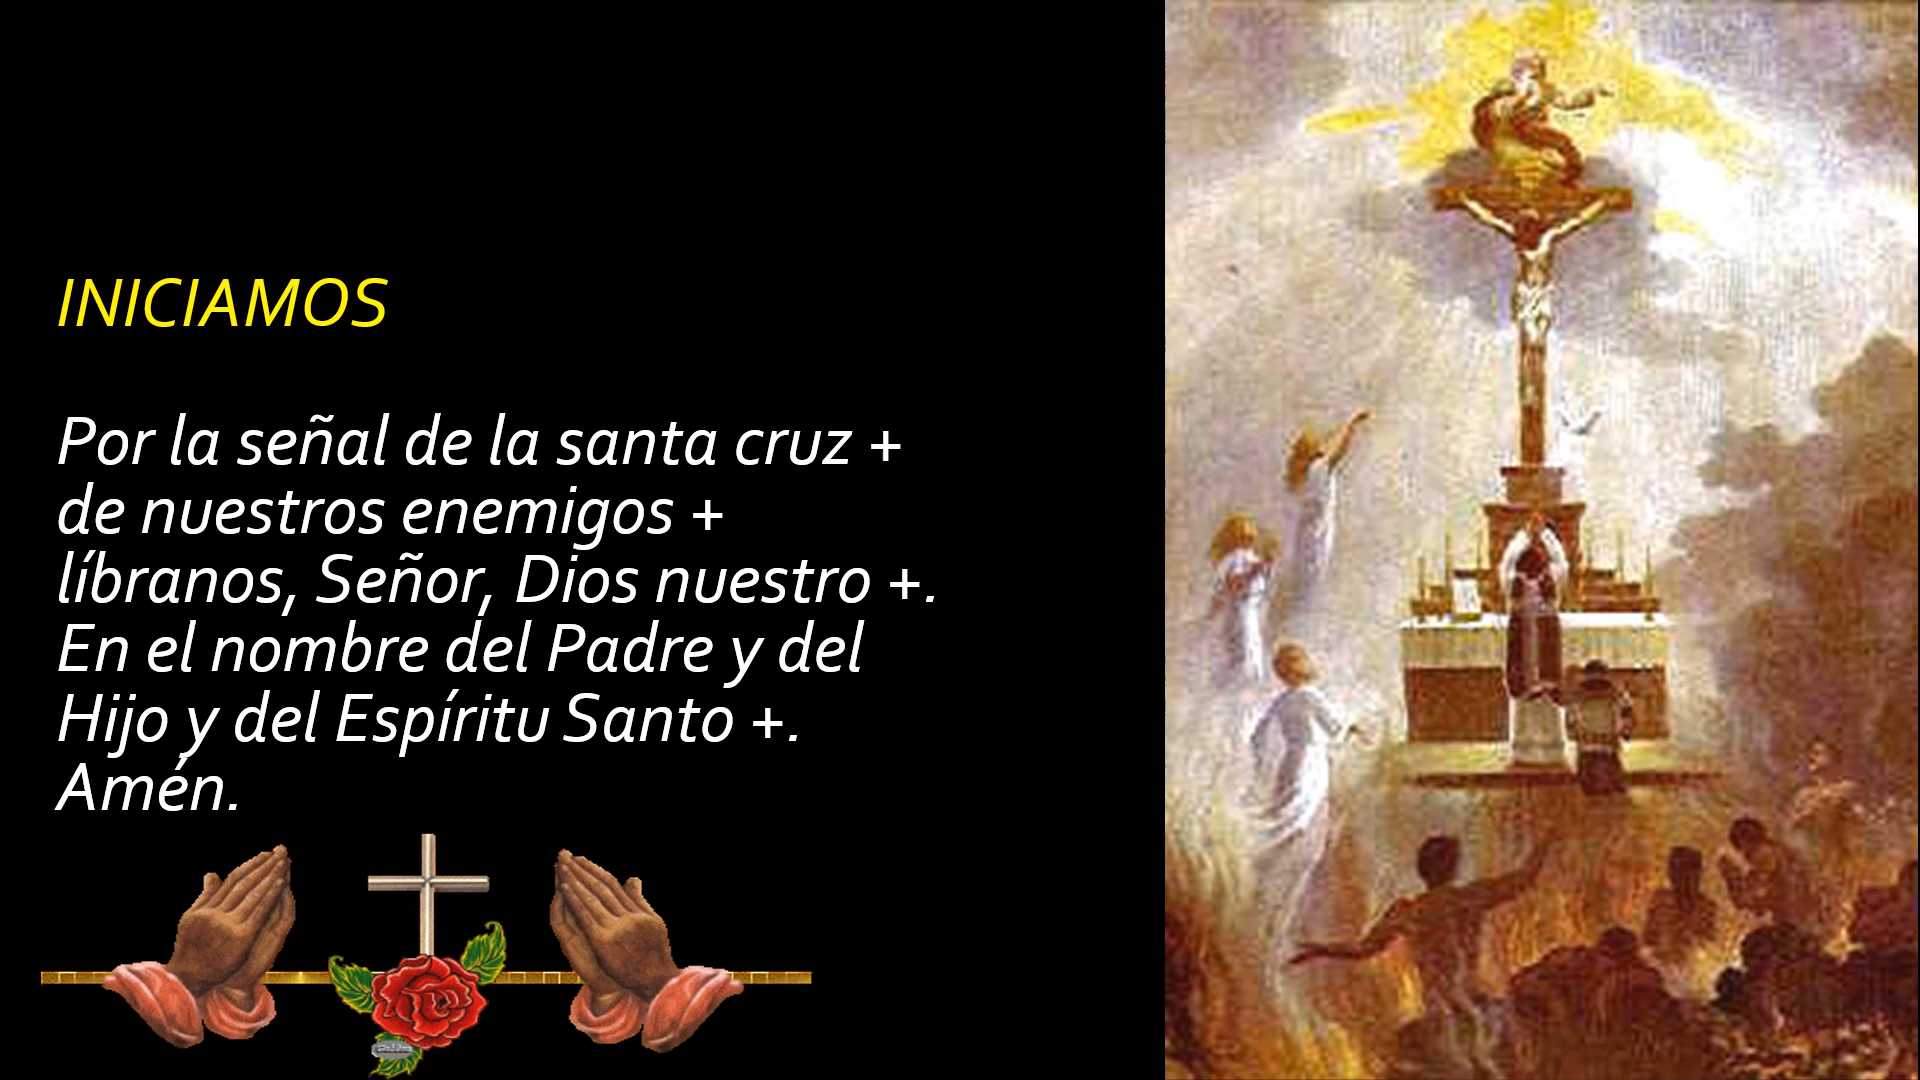 INICIAMOS
Por la señal de la santa cruz +
de nuestros enemigos +
líbranos, Señor, Dios nuestro +.
En el nombre del Padre y del
Hijo y del Espíritu Santo +.
Amén.